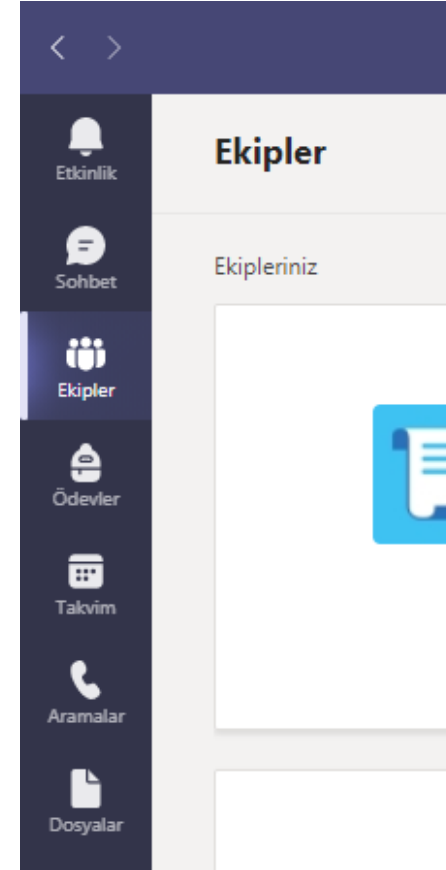 Etkinlik
Sohbet
Ekipler
Ödevler
Takvim
Aramalar
Dosyalar
Ekipler
Ekipleriniz